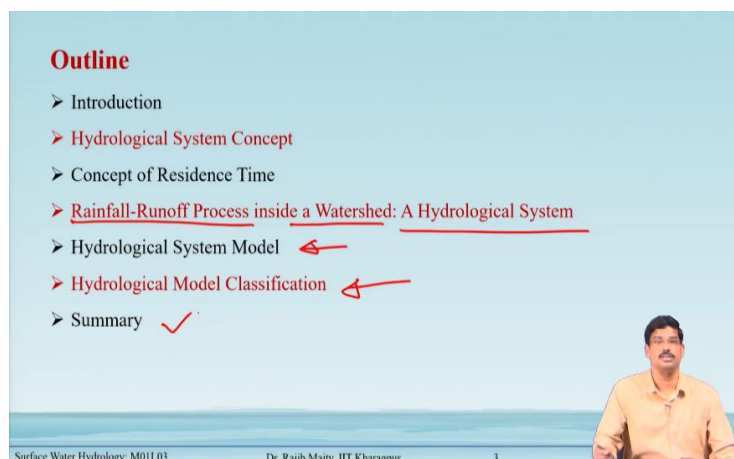 Outline
➤ Introduction
➤ Hydrological System Concept
➤ Concept of Residence Time
➤ Rainfall-Runoff Process inside a Watershed: A Hydrological System
➤ Hydrological System Model
➤ Hydrological Model Classification
➤ Summary
Surface Water Hydrology: M01L03 Dr. Rajib Maity, IIT Kharagpur 3